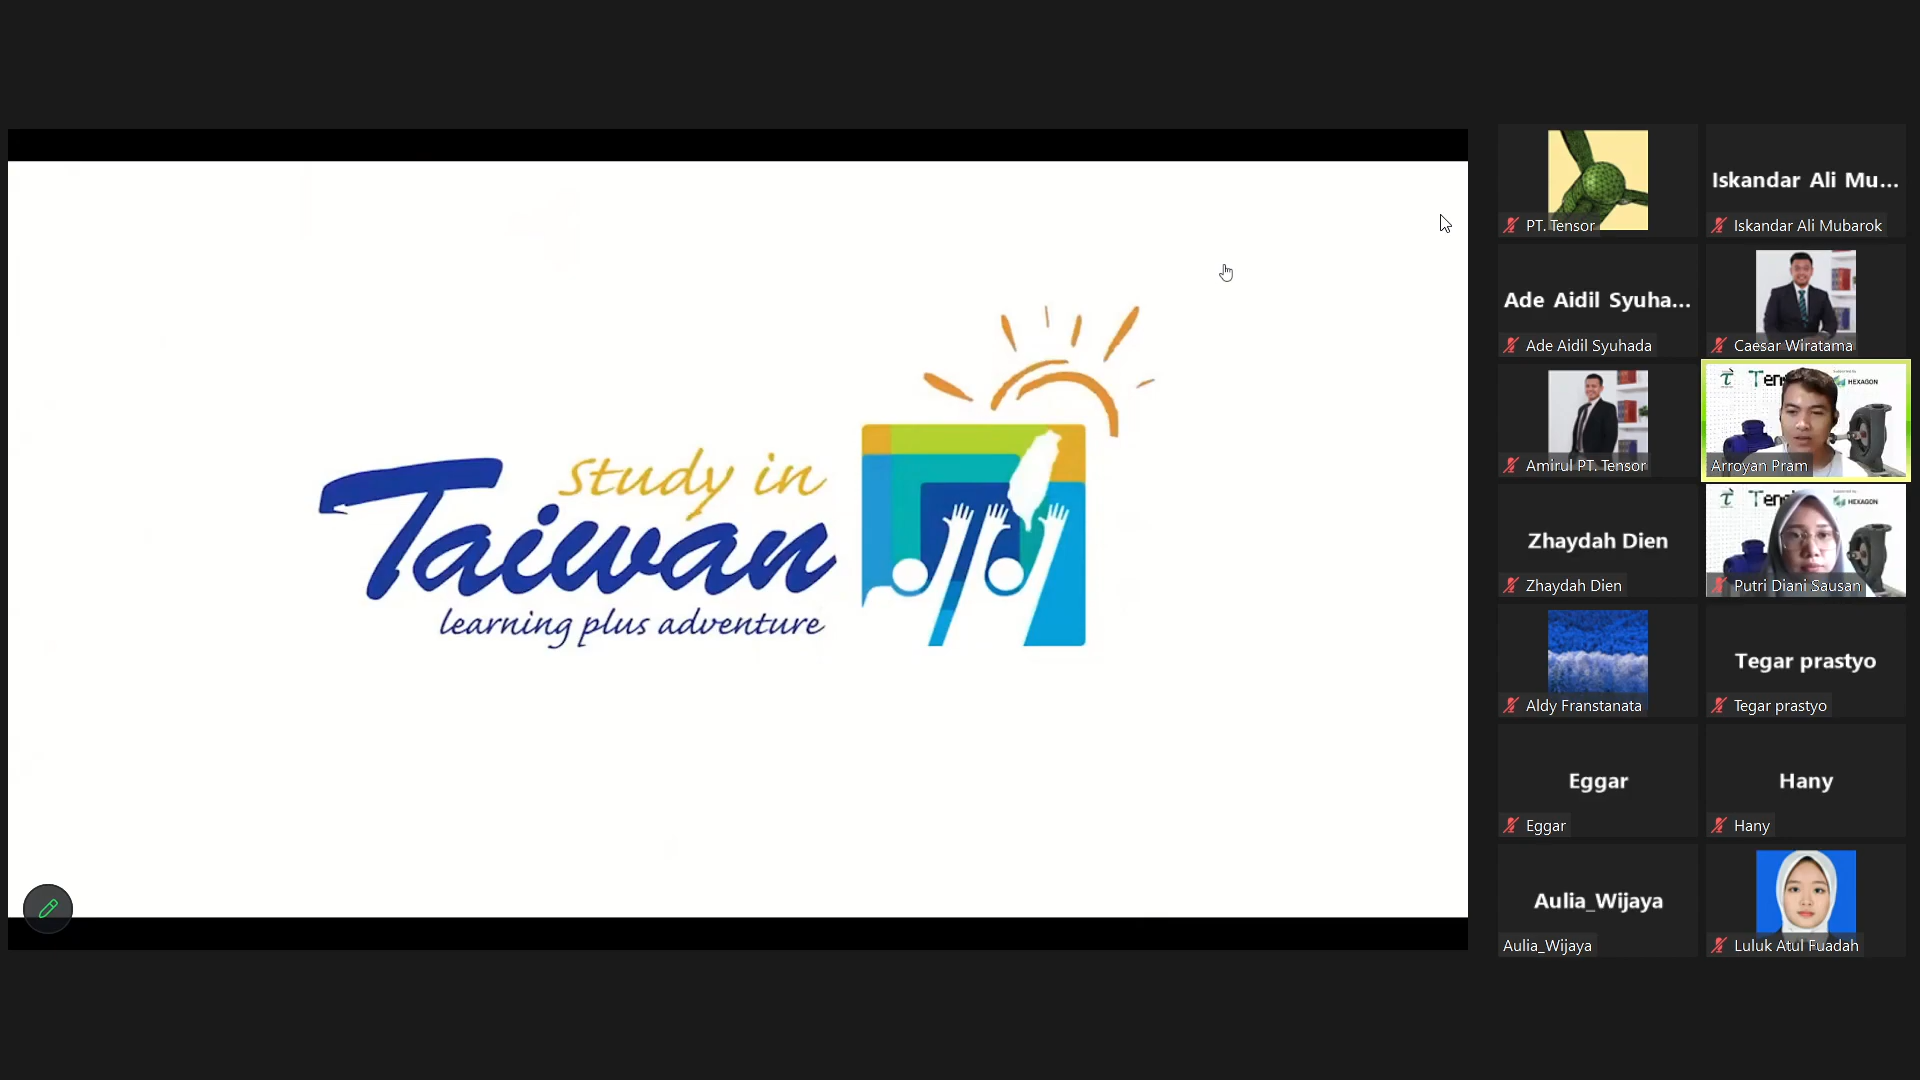 study in
Taiwan
learning plus adventure
PT. Tensor
Iskandar Ali Mu...
Iskandar Ali Mubarok
Ade Aidil Syuha...
Ade Aidil Syuhada
Caesar Wiratama
Amirul PT. Tensor
HEXAGON
Arroyan Pram
Zhaydah Dien
Zhaydah Dien
HEXAGON
Putri Diani Sausan
Aldy Franstanata
Tegar prastyo
Tegar prastyo
Eggar
Eggar
Hany
Hany
Aulia_Wijaya
Aulia_Wijaya
Luluk Atul Fuadah